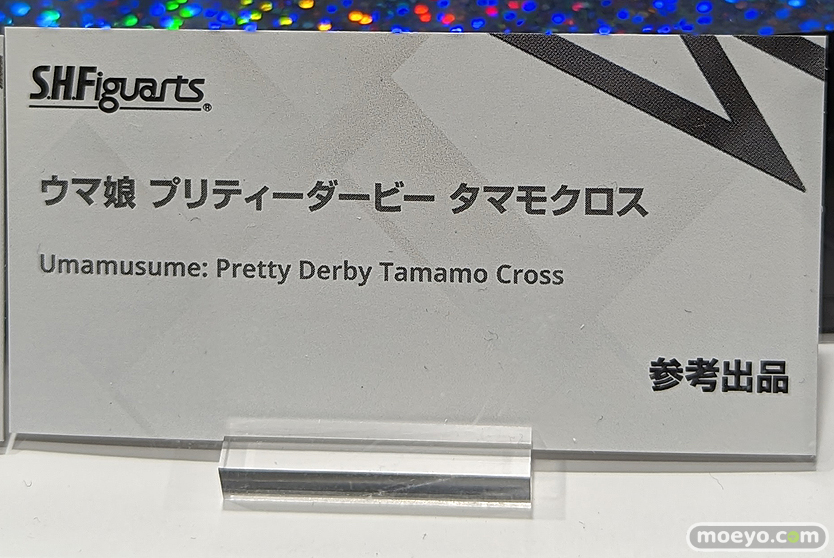 S.H.Figuarts®
ウマ娘 プリティーダービー タマモクロス
Umamusume: Pretty Derby Tamamo Cross
参考出品
moeyo.com